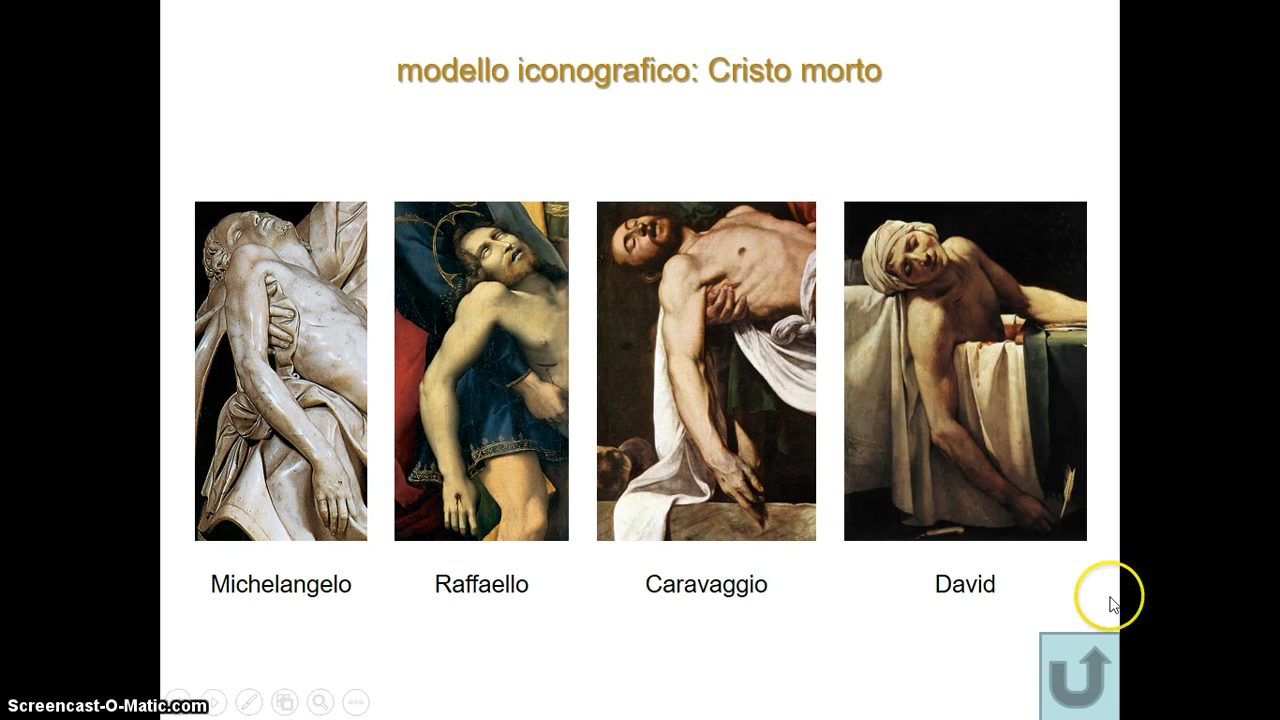 modello iconografico: Cristo morto
Michelangelo
Raffaello
Caravaggio
David
Screencast-O-Matic.com